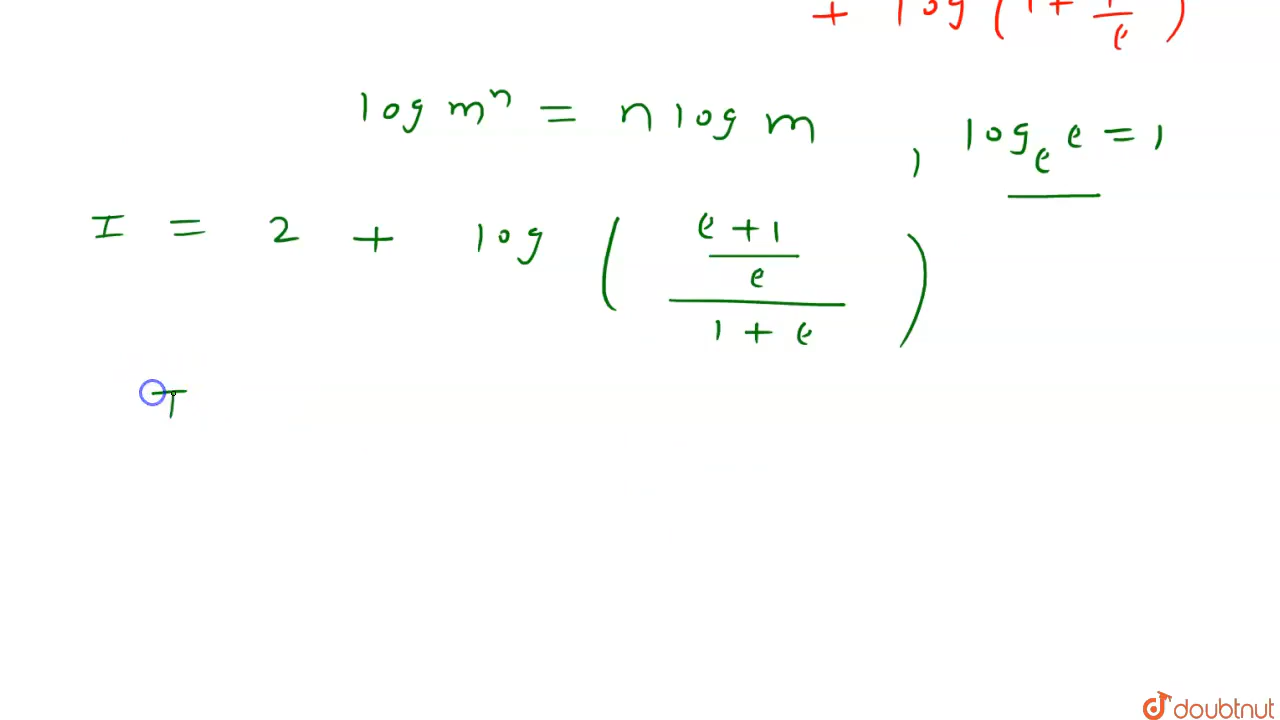 + log (1 + 1/e)
log mⁿ = n log m , logₑ e = 1
I = 2 + log ( ((e + 1)/e) / (1 + e) )
I
doubtnut